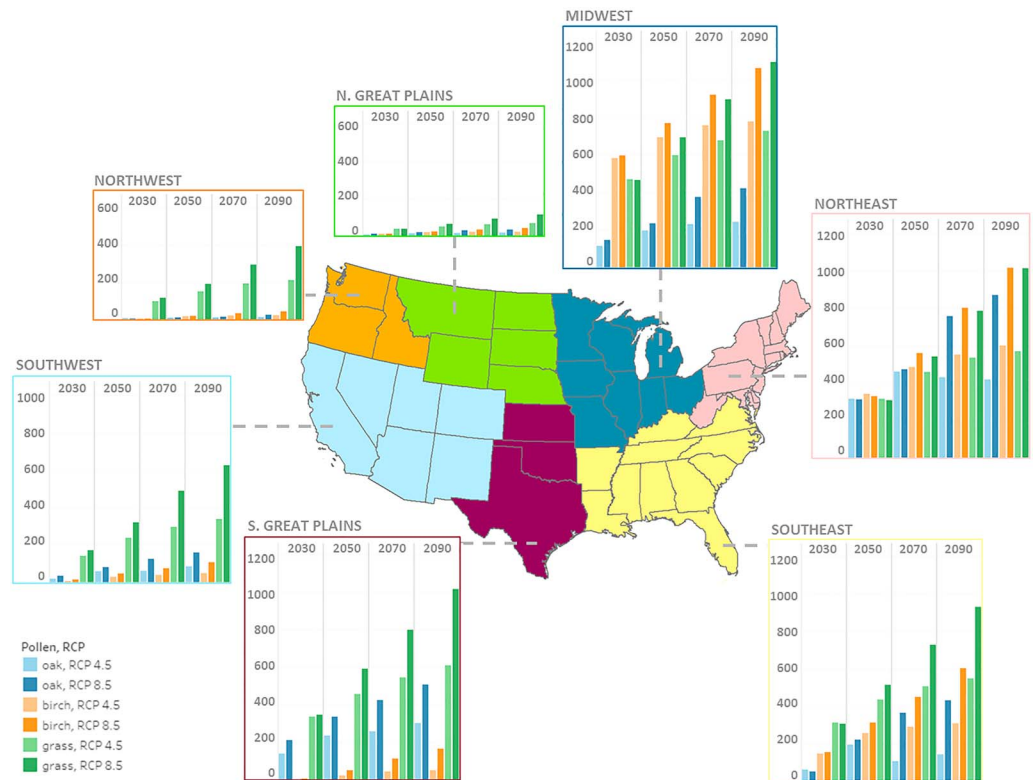 MIDWEST
2030 2050 2070 2090
1200
1000
800
600
400
200
0
N. GREAT PLAINS
2030 2050 2070 2090
600
400
200
0
NORTHWEST
2030 2050 2070 2090
600
400
200
0
NORTHEAST
2030 2050 2070 2090
1200
1000
800
600
400
200
0
SOUTHWEST
2030 2050 2070 2090
1000
800
600
400
200
0
S. GREAT PLAINS
2030 2050 2070 2090
1200
1000
800
600
400
200
0
SOUTHEAST
2030 2050 2070 2090
1200
1000
800
600
400
200
0
Pollen, RCP
oak, RCP 4.5
oak, RCP 8.5
birch, RCP 4.5
birch, RCP 8.5
grass, RCP 4.5
grass, RCP 8.5